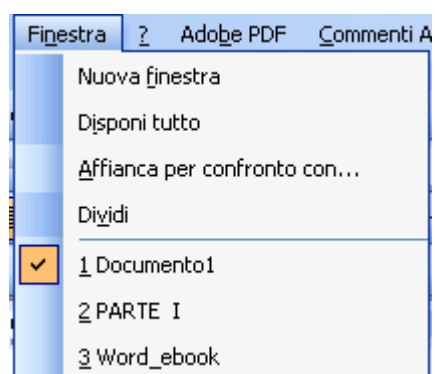 Finestra ? Adobe PDF Commenti A
Nuova finestra
Disponi tutto
Affianca per confronto con...
Dividi
1 Documento1
2 PARTE I
3 Word_ebook